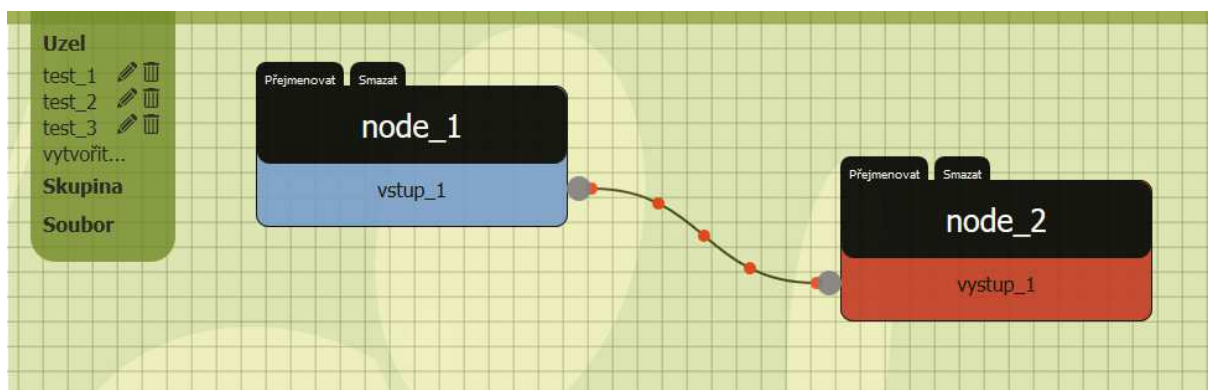 Uzel
test_1
test_2
test_3
vytvořit...
Skupina
Soubor
Přejmenovat Smazat
node_1
vstup_1
Přejmenovat Smazat
node_2
vystup_1